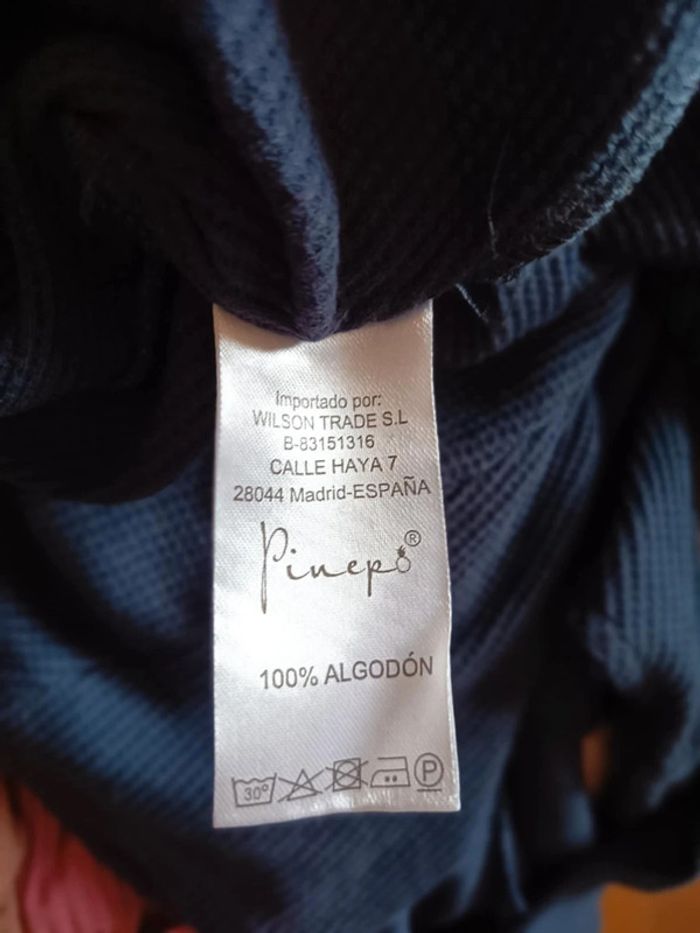 Importado por:
WILSON TRADE S.L
B-83151316
CALLE HAYA 7
28044 Madrid-ESPAÑA
Pinepo®
100% ALGODÓN
30° P